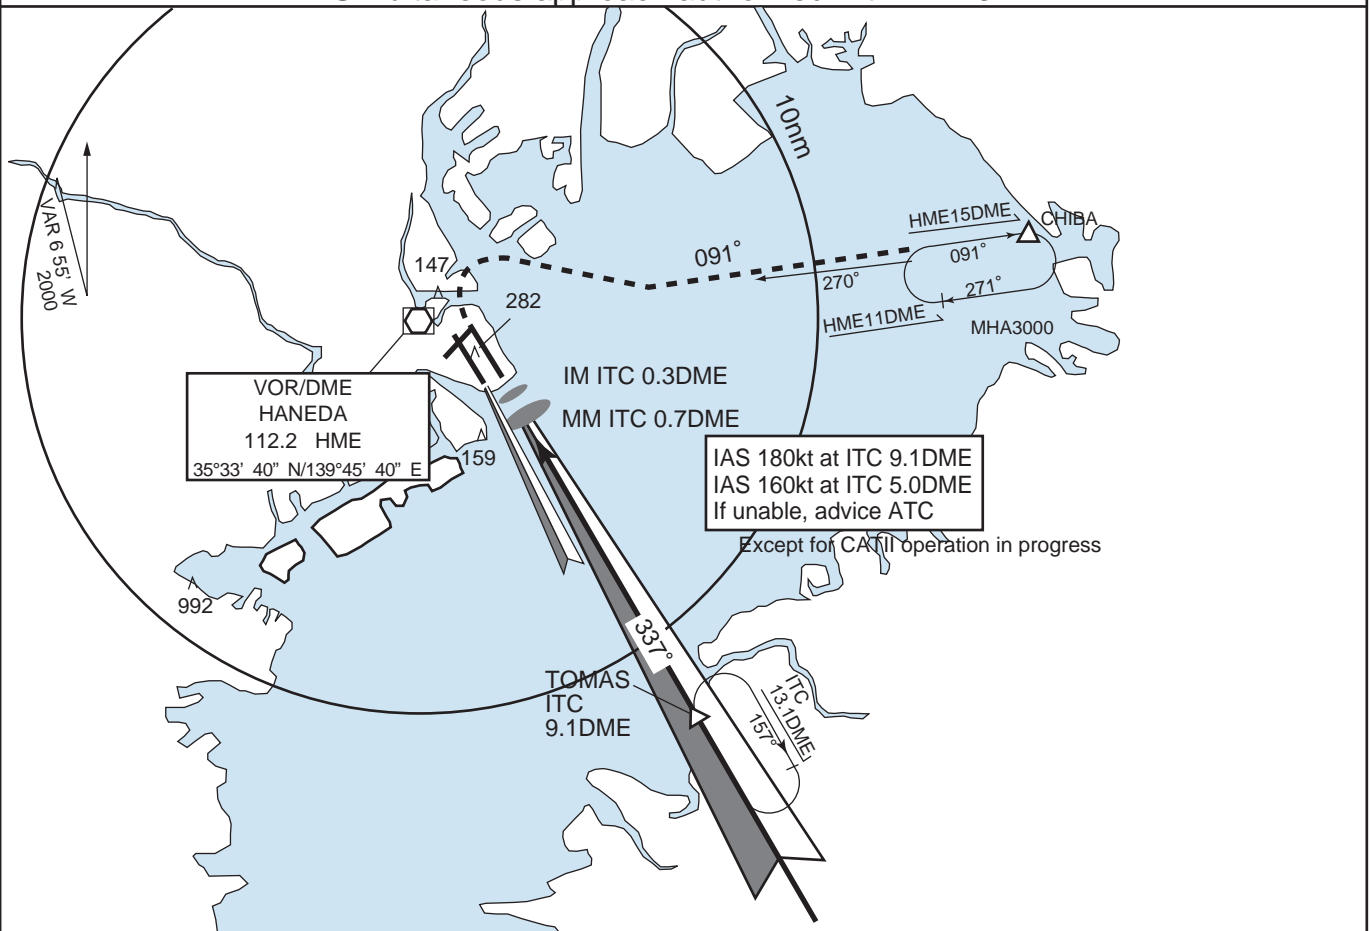 10nm
VAR 6 55' W
2000
HME15DME
CHIBA
091°
091°
270°
271°
HME11DME
MHA3000
147
282
VOR/DME
HANEDA
112.2 HME
35°33' 40" N/139°45' 40" E
IM ITC 0.3DME
MM ITC 0.7DME
159
IAS 180kt at ITC 9.1DME
IAS 160kt at ITC 5.0DME
If unable, advice ATC
Except for CATII operation in progress
992
337°
TOMAS
ITC
9.1DME
ITC
13.1DME
157°